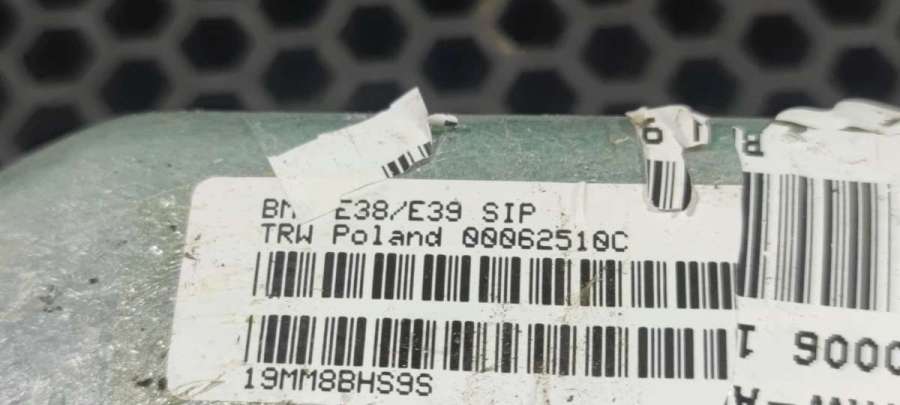 BM E38/E39 SIP
TRW Poland 00062510C
19MM8BHS9S